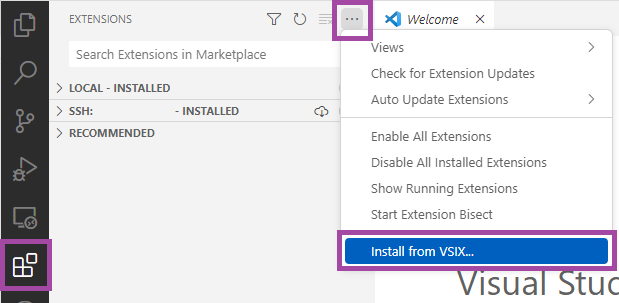 EXTENSIONS
Welcome
Search Extensions in Marketplace
LOCAL - INSTALLED
SSH: - INSTALLED
RECOMMENDED
Views
Check for Extension Updates
Auto Update Extensions
Enable All Extensions
Disable All Installed Extensions
Show Running Extensions
Start Extension Bisect
Install from VSIX...
Visual Stud